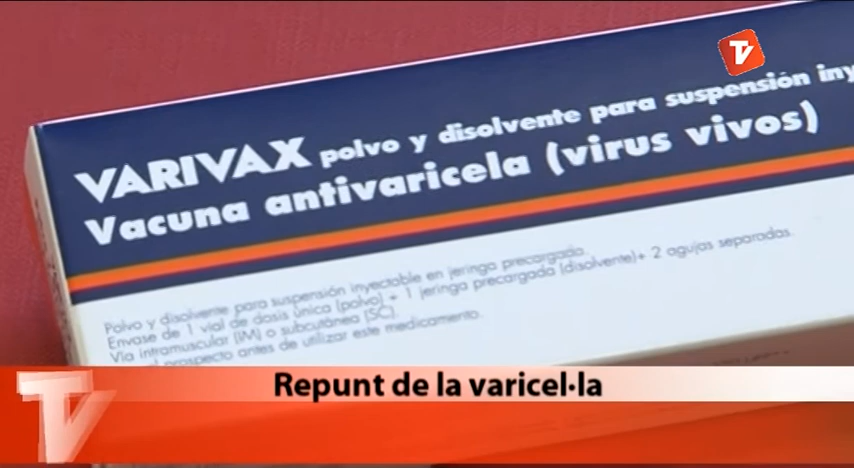 TV
VARIVAX polvo y disolvente para suspensión iny
Vacuna antivaricela (virus vivos)
Polvo y disolvente para suspensión inyectable en jeringa precargada.
Envase de 1 vial de dosis única (polvo) + 1 jeringa precargada (disolvente)+ 2 agujas separadas.
Vía intramuscular (IM) o subcutánea (SC).
prospecto antes de utilizar este medicamento.
Repunt de la varicel·la
TV